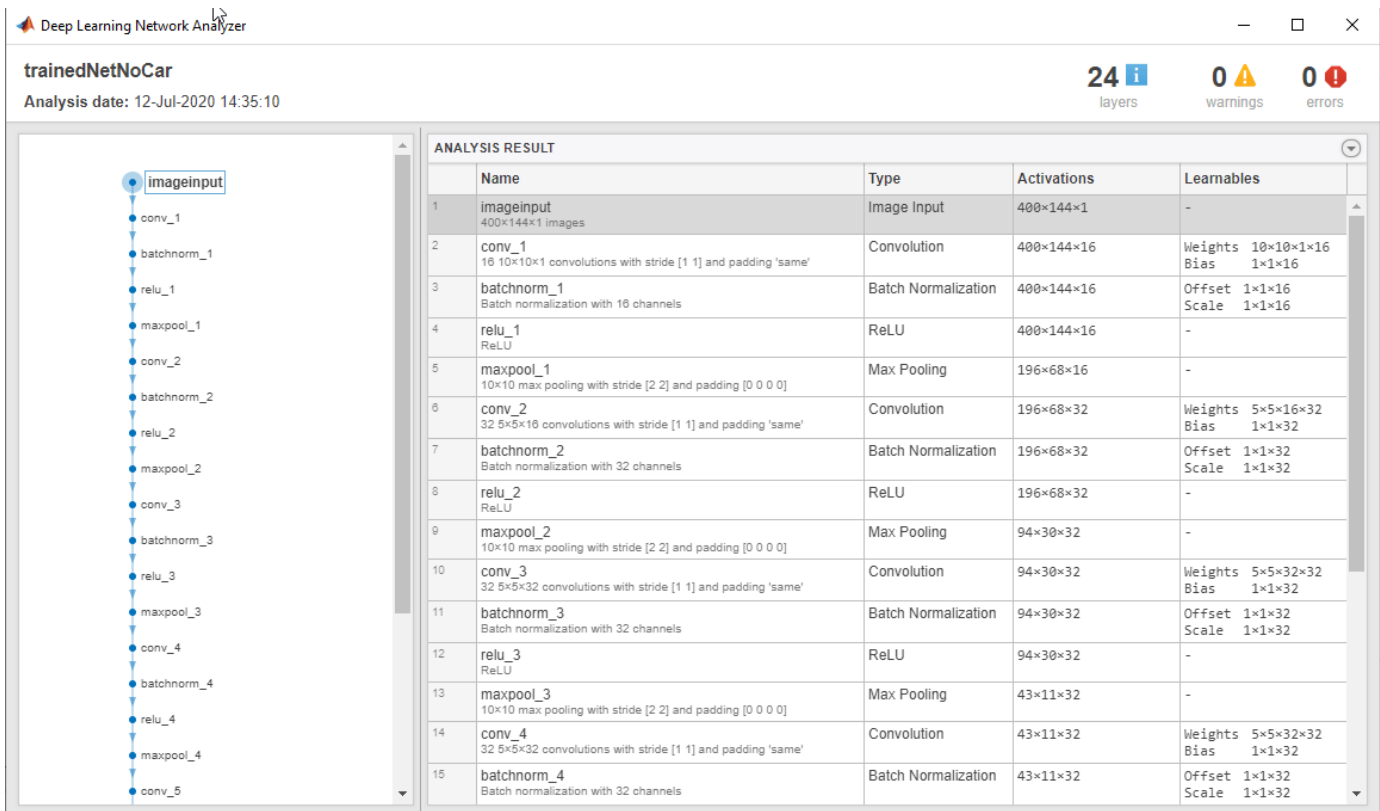 Deep Learning Network Analyzer
trainedNetNoCar
Analysis date: 12-Jul-2020 14:35:10
24 i
layers
0
warnings
0
errors
imageinput
conv_1
batchnorm_1
relu_1
maxpool_1
conv_2
batchnorm_2
relu_2
maxpool_2
conv_3
batchnorm_3
relu_3
maxpool_3
conv_4
batchnorm_4
relu_4
maxpool_4
conv_5
ANALYSIS RESULT
Name Type Activations Learnables
1 imageinput Image Input 400×144×1 -
400×144×1 images
2 conv_1 Convolution 400×144×16 Weights 10×10×1×16
16 10×10×1 convolutions with stride [1 1] and padding 'same' Bias 1×1×16
3 batchnorm_1 Batch Normalization 400×144×16 Offset 1×1×16
Batch normalization with 16 channels Scale 1×1×16
4 relu_1 ReLU 400×144×16 -
ReLU
5 maxpool_1 Max Pooling 196×68×16 -
10×10 max pooling with stride [2 2] and padding [0 0 0 0]
6 conv_2 Convolution 196×68×32 Weights 5×5×16×32
32 5×5×16 convolutions with stride [1 1] and padding 'same' Bias 1×1×32
7 batchnorm_2 Batch Normalization 196×68×32 Offset 1×1×32
Batch normalization with 32 channels Scale 1×1×32
8 relu_2 ReLU 196×68×32 -
ReLU
9 maxpool_2 Max Pooling 94×30×32 -
10×10 max pooling with stride [2 2] and padding [0 0 0 0]
10 conv_3 Convolution 94×30×32 Weights 5×5×32×32
32 5×5×32 convolutions with stride [1 1] and padding 'same' Bias 1×1×32
11 batchnorm_3 Batch Normalization 94×30×32 Offset 1×1×32
Batch normalization with 32 channels Scale 1×1×32
12 relu_3 ReLU 94×30×32 -
ReLU
13 maxpool_3 Max Pooling 43×11×32 -
10×10 max pooling with stride [2 2] and padding [0 0 0 0]
14 conv_4 Convolution 43×11×32 Weights 5×5×32×32
32 5×5×32 convolutions with stride [1 1] and padding 'same' Bias 1×1×32
15 batchnorm_4 Batch Normalization 43×11×32 Offset 1×1×32
Batch normalization with 32 channels Scale 1×1×32